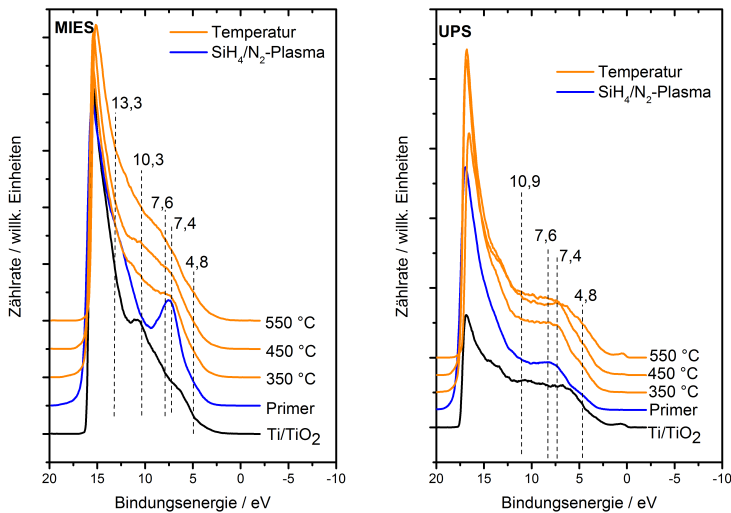 MIES
Temperatur
SiH4/N2-Plasma
13,3
10,3
7,6
7,4
4,8
550 °C
450 °C
350 °C
Primer
Ti/TiO2
Zählrate / willk. Einheiten
20 15 10 5 0 -5 -10
Bindungsenergie / eV
UPS
Temperatur
SiH4/N2-Plasma
10,9
7,6
7,4
4,8
550 °C
450 °C
350 °C
Primer
Ti/TiO2
Zählrate / willk. Einheiten
20 15 10 5 0 -5 -10
Bindungsenergie / eV